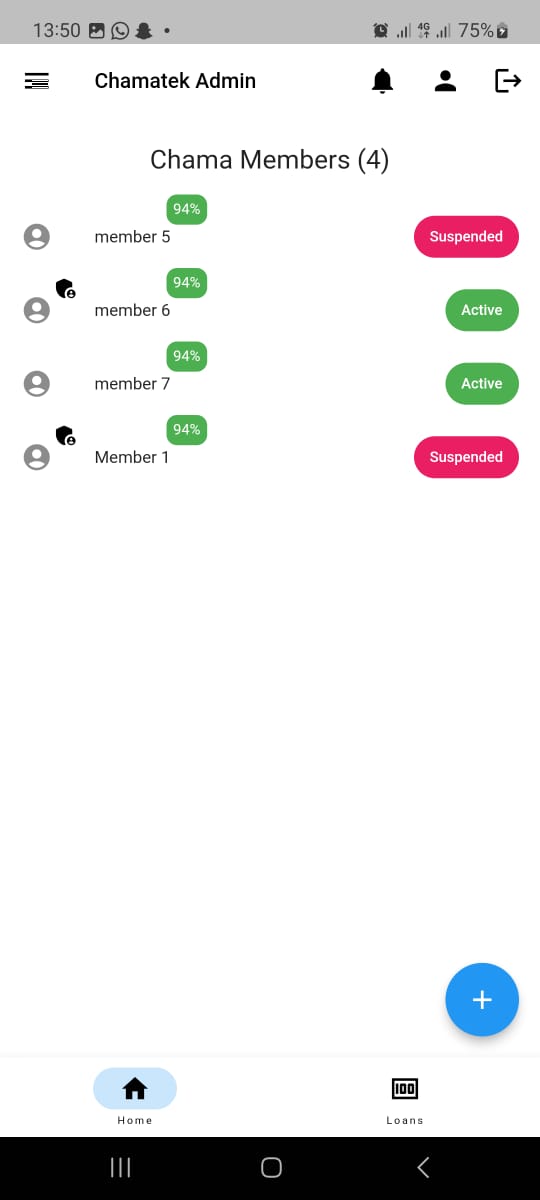 13:50 4G 75%
Chamatek Admin
Chama Members (4)
94%
member 5 Suspended
94%
member 6 Active
94%
member 7 Active
94%
Member 1 Suspended
+
Home Loans